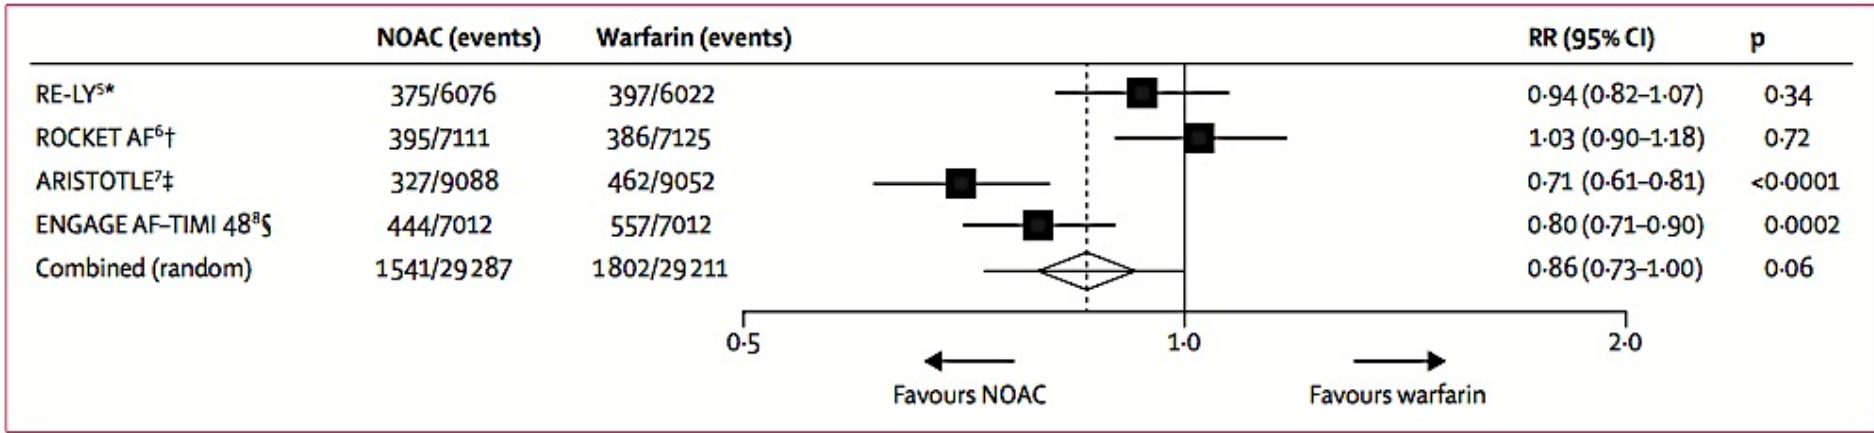 NOAC (events) Warfarin (events) RR (95% CI) p
RE-LY⁵* 375/6076 397/6022 0·94 (0·82–1·07) 0·34
ROCKET AF⁶† 395/7111 386/7125 1·03 (0·90–1·18) 0·72
ARISTOTLE⁷‡ 327/9088 462/9052 0·71 (0·61–0·81) <0·0001
ENGAGE AF–TIMI 48⁸§ 444/7012 557/7012 0·80 (0·71–0·90) 0·0002
Combined (random) 1541/29 287 1802/29 211 0·86 (0·73–1·00) 0·06
0·5 1·0 2·0
Favours NOAC Favours warfarin